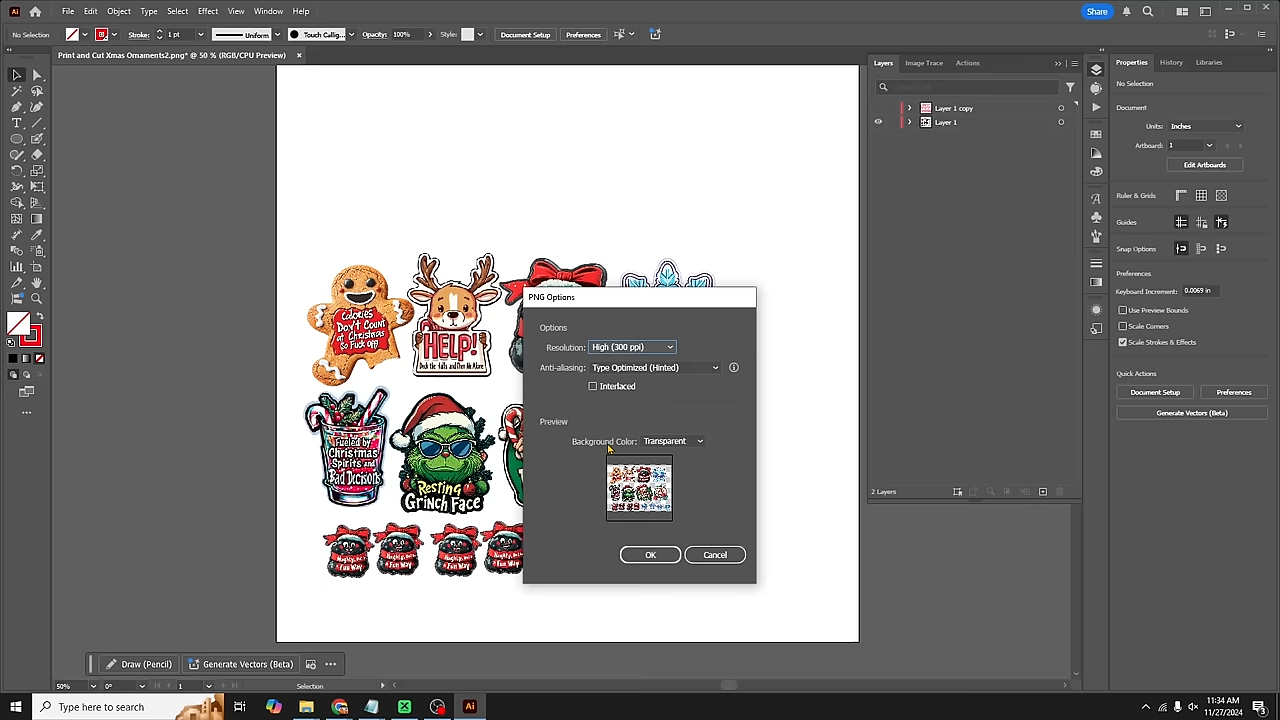 Ai
File Edit Object Type Select Effect View Window Help
Share
No Selection
Stroke: 1 pt Uniform Touch Callig... Opacity: 100% Style: Document Setup Preferences
Print and Cut Xmas Ornaments2.png* @ 50 % (RGB/CPU Preview) ×
Layers Image Trace Actions
Layer 1 copy
Layer 1
2 Layers
Properties History Libraries
No Selection
Document
Units: Inches
Artboard: 1
Edit Artboards
Ruler & Grids
Guides
Snap Options
Preferences
Keyboard Increment: 0.0069 in
Use Preview Bounds
Scale Corners
Scale Strokes & Effects
Quick Actions
Document Setup Preferences
Generate Vectors (Beta)
Calories
Don't Count
at Christmas
So Fuck off!
HELP!
Fueled by
Christmas
Spirits and
Bad Decisions
Resting
Grinch Face
PNG Options
Options
Resolution: High (300 ppi)
Anti-aliasing: Type Optimized (Hinted)
Interlaced
Preview
Background Color: Transparent
OK Cancel
Draw (Pencil) Generate Vectors (Beta)
50% 0° 1 Selection
Type here to search
Ai
11:34 AM
11/27/2024